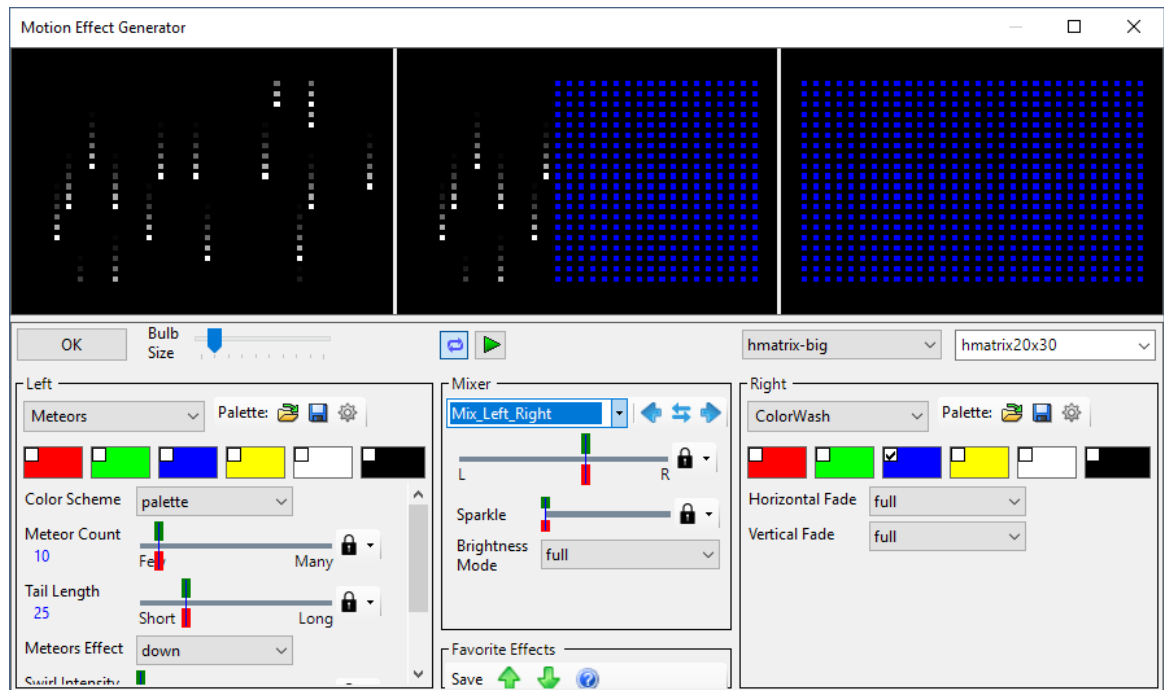 Motion Effect Generator
OK
Bulb
Size
hmatrix-big
hmatrix20x30
Left
Meteors
Palette:
Color Scheme
palette
Meteor Count
10
Few
Many
Tail Length
25
Short
Long
Meteors Effect
down
Swirl Intensity
Mixer
Mix_Left_Right
L
R
Sparkle
Brightness
Mode
full
Favorite Effects
Save
Right
ColorWash
Palette:
Horizontal Fade
full
Vertical Fade
full